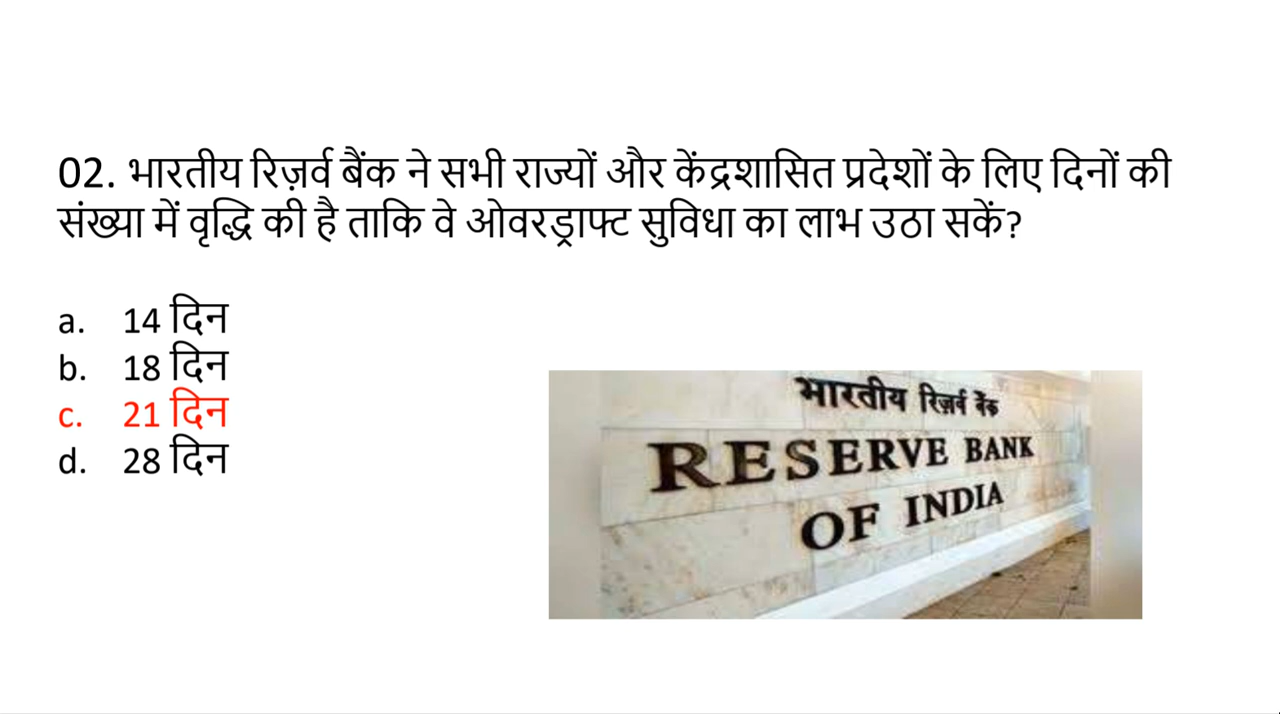 02. भारतीय रिज़र्व बैंक ने सभी राज्यों और केंद्रशासित प्रदेशों के लिए दिनों की
संख्या में वृद्धि की है ताकि वे ओवरड्राफ्ट सुविधा का लाभ उठा सकें?
a. 14 दिन
b. 18 दिन
c. 21 दिन
d. 28 दिन
भारतीय रिज़र्व बैंक
RESERVE BANK
OF INDIA